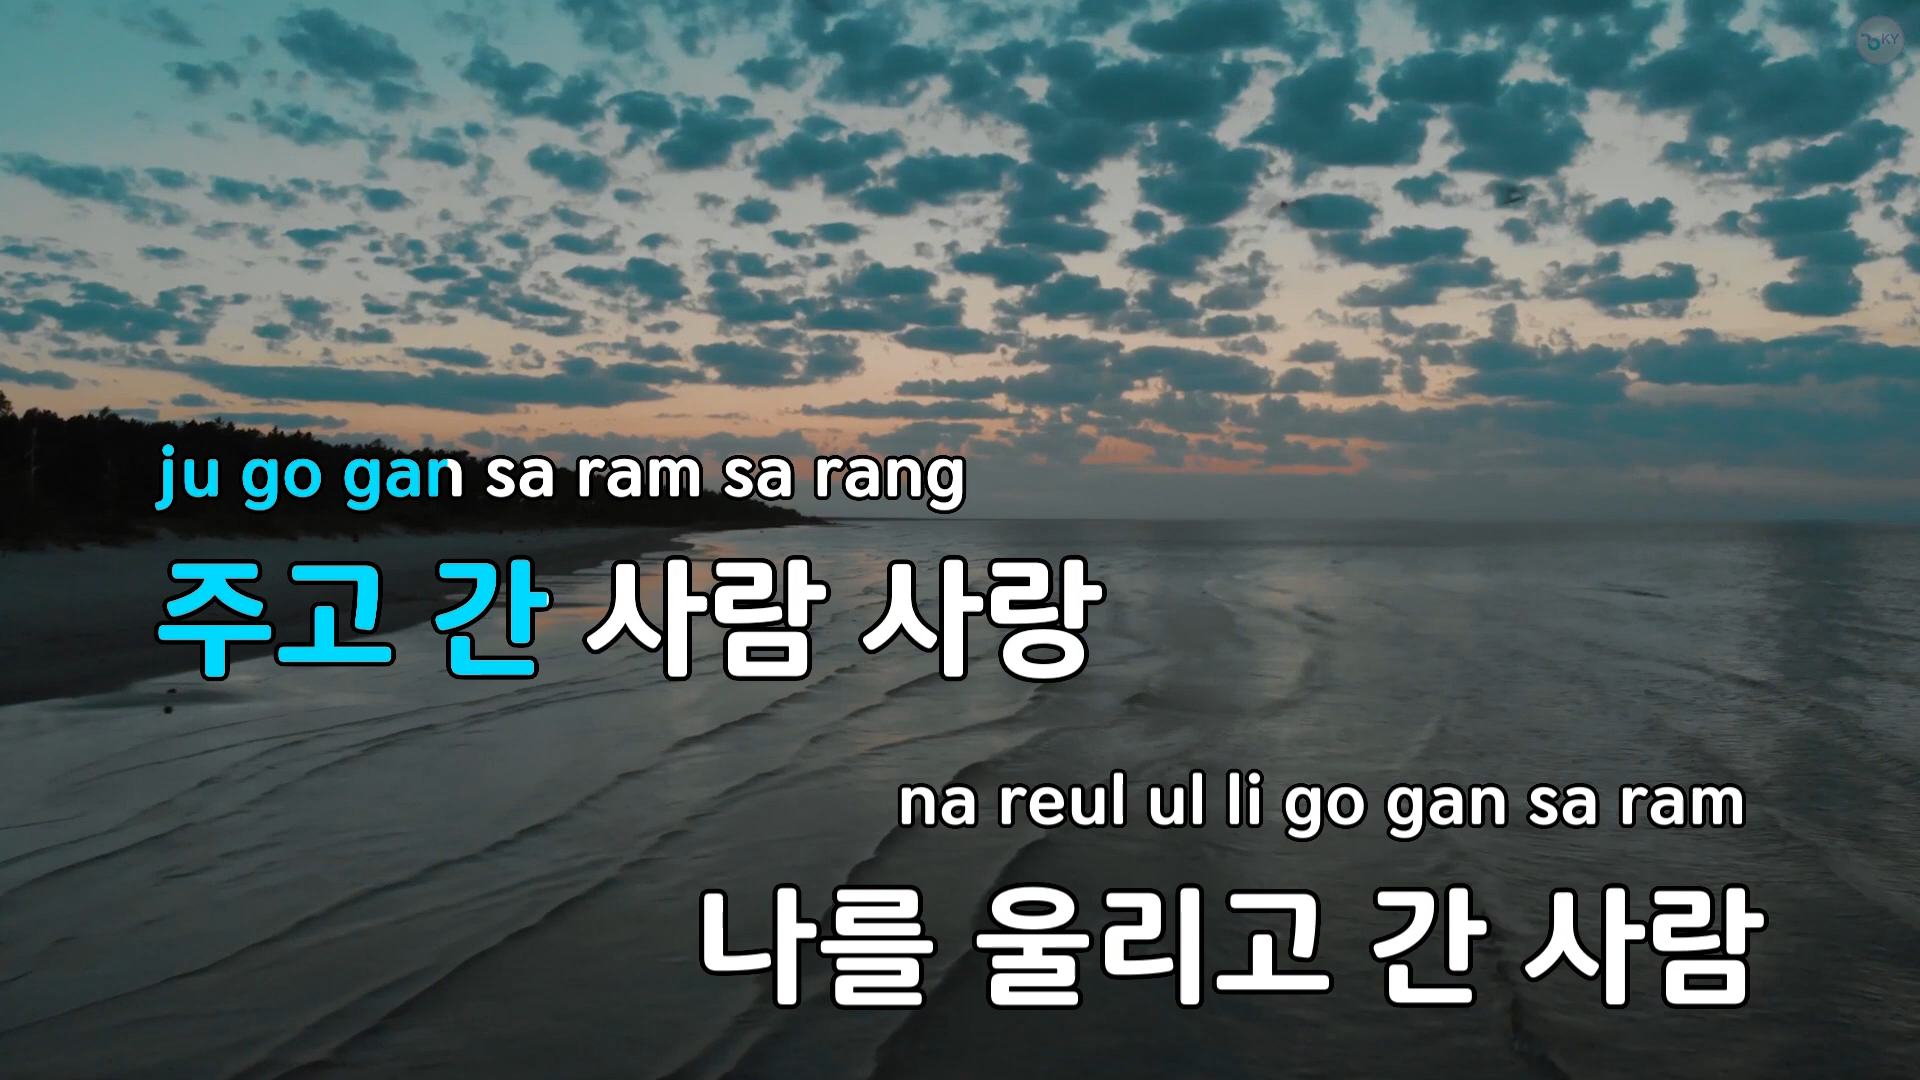 KY
ju go gan sa ram sa rang
주고 간 사람 사랑
na reul ul li go gan sa ram
나를 울리고 간 사람